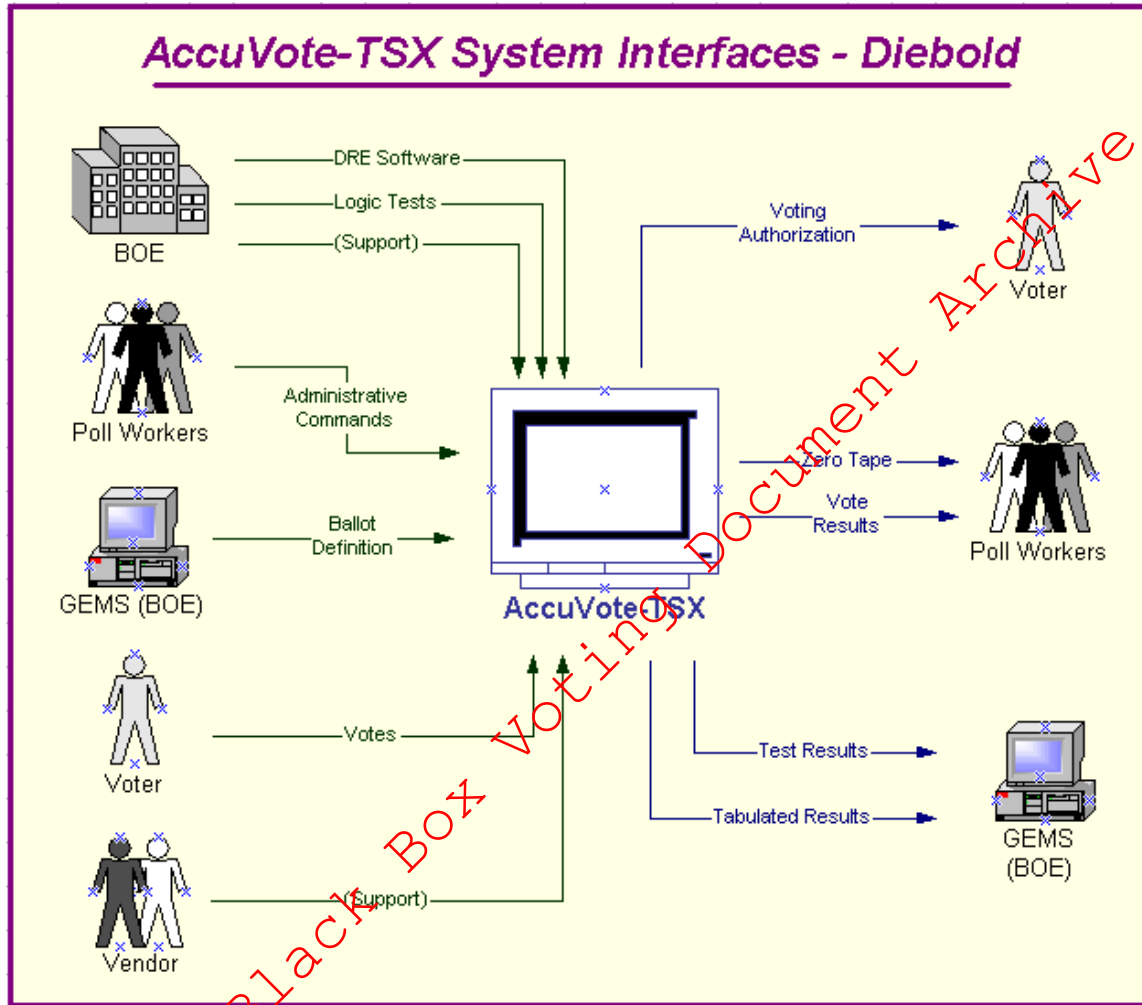 AccuVote-TSX System Interfaces - Diebold
DRE Software
Logic Tests
(Support)
BOE
Voting
Authorization
Voter
Poll Workers
Administrative
Commands
Zero Tape
Vote
Results
Poll Workers
GEMS (BOE)
Ballot
Definition
AccuVote-TSX
Voter
Votes
Test Results
Tabulated Results
GEMS
(BOE)
Vendor
(Support)
Black Box Voting Document Archive